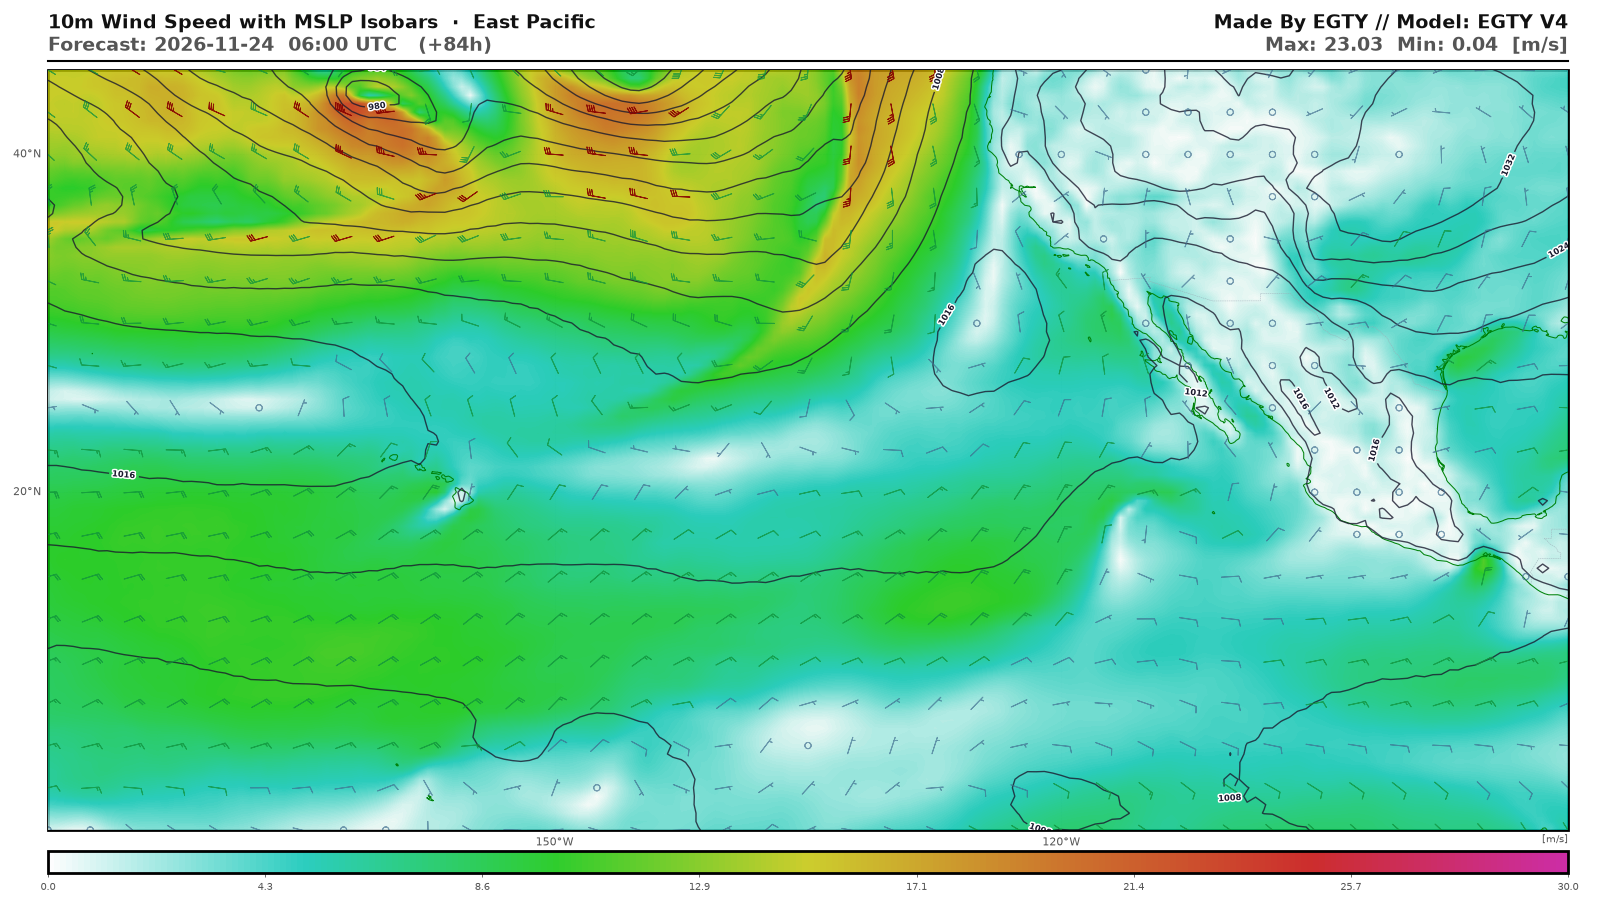 10m Wind Speed with MSLP Isobars · East Pacific
Made By EGTY // Model: EGTY V4
Forecast: 2026-11-24 06:00 UTC (+84h)
Max: 23.03 Min: 0.04 [m/s]
1008
980
40°N
1032
1024
1016
1012
1016
1012
1016
1016
20°N
1008
150°W
120°W
[m/s]
0.0
4.3
8.6
12.9
17.1
21.4
25.7
30.0